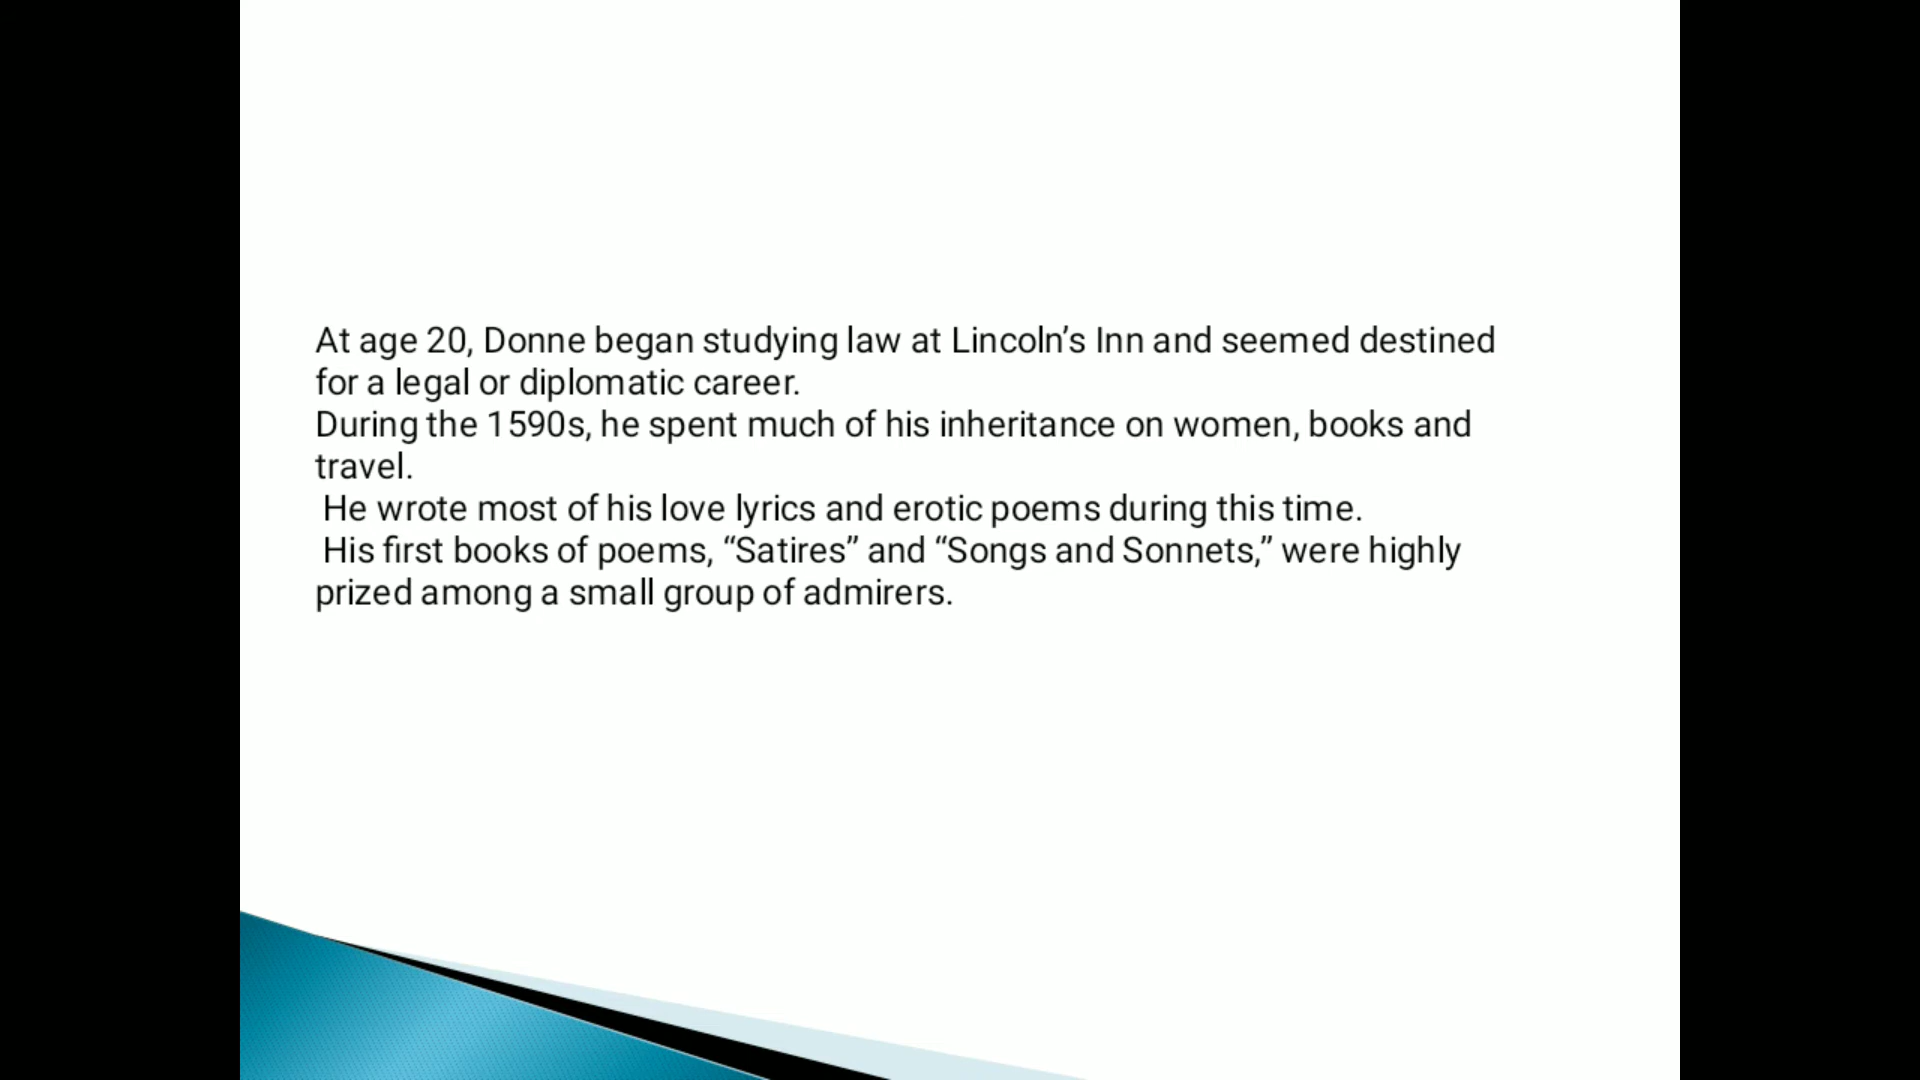 At age 20, Donne began studying law at Lincoln’s Inn and seemed destined
for a legal or diplomatic career.
During the 1590s, he spent much of his inheritance on women, books and
travel.
He wrote most of his love lyrics and erotic poems during this time.
His first books of poems, “Satires” and “Songs and Sonnets,” were highly
prized among a small group of admirers.